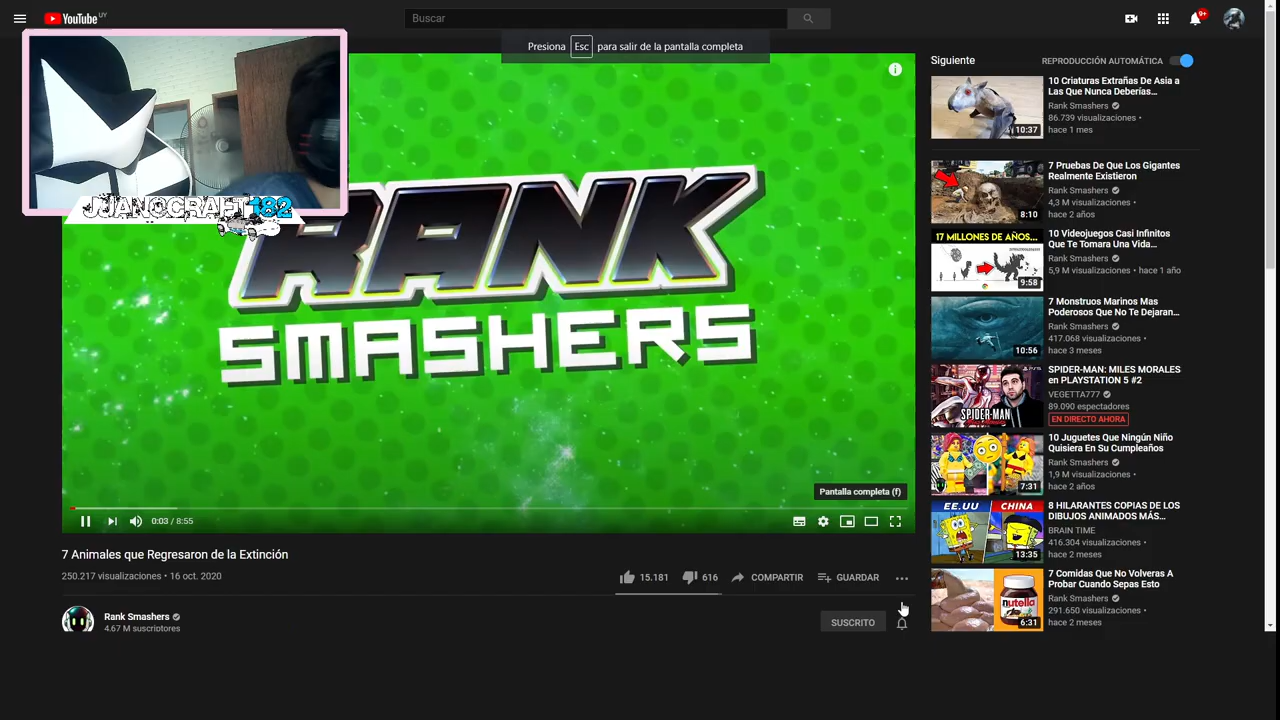 YouTube UY
Buscar
9+
Presiona Esc para salir de la pantalla completa
JJANOCRAFT182
RANK
SMASHERS
Pantalla completa (f)
0:03 / 8:55
7 Animales que Regresaron de la Extinción
250.217 visualizaciones • 16 oct. 2020
15.181
616
COMPARTIR
GUARDAR
Rank Smashers
4.67 M suscriptores
SUSCRITO
Siguiente
REPRODUCCIÓN AUTOMÁTICA
10:37
10 Criaturas Extrañas De Asia a
Las Que Nunca Deberías...
Rank Smashers
86.739 visualizaciones •
hace 1 mes
8:10
7 Pruebas De Que Los Gigantes
Realmente Existieron
Rank Smashers
4,3 M visualizaciones •
hace 2 años
17 MILLONES DE AÑOS...
9:58
10 Videojuegos Casi Infinitos
Que Te Tomara Una Vida...
Rank Smashers
5,9 M visualizaciones • hace 1 año
10:56
7 Monstruos Marinos Mas
Poderosos Que No Te Dejaran...
Rank Smashers
417.068 visualizaciones •
hace 3 meses
SPIDER-MAN
SPIDER-MAN: MILES MORALES
en PLAYSTATION 5 #2
VEGETTA777
89.090 espectadores
EN DIRECTO AHORA
7:31
10 Juguetes Que Ningún Niño
Quisiera En Su Cumpleaños
Rank Smashers
1,9 M visualizaciones •
hace 2 años
EE.UU CHINA
13:35
8 HILARANTES COPIAS DE LOS
DIBUJOS ANIMADOS MÁS...
BRAIN TIME
416.304 visualizaciones •
hace 2 meses
nutella
6:31
7 Comidas Que No Volveras A
Probar Cuando Sepas Esto
Rank Smashers
291.650 visualizaciones •
hace 2 meses